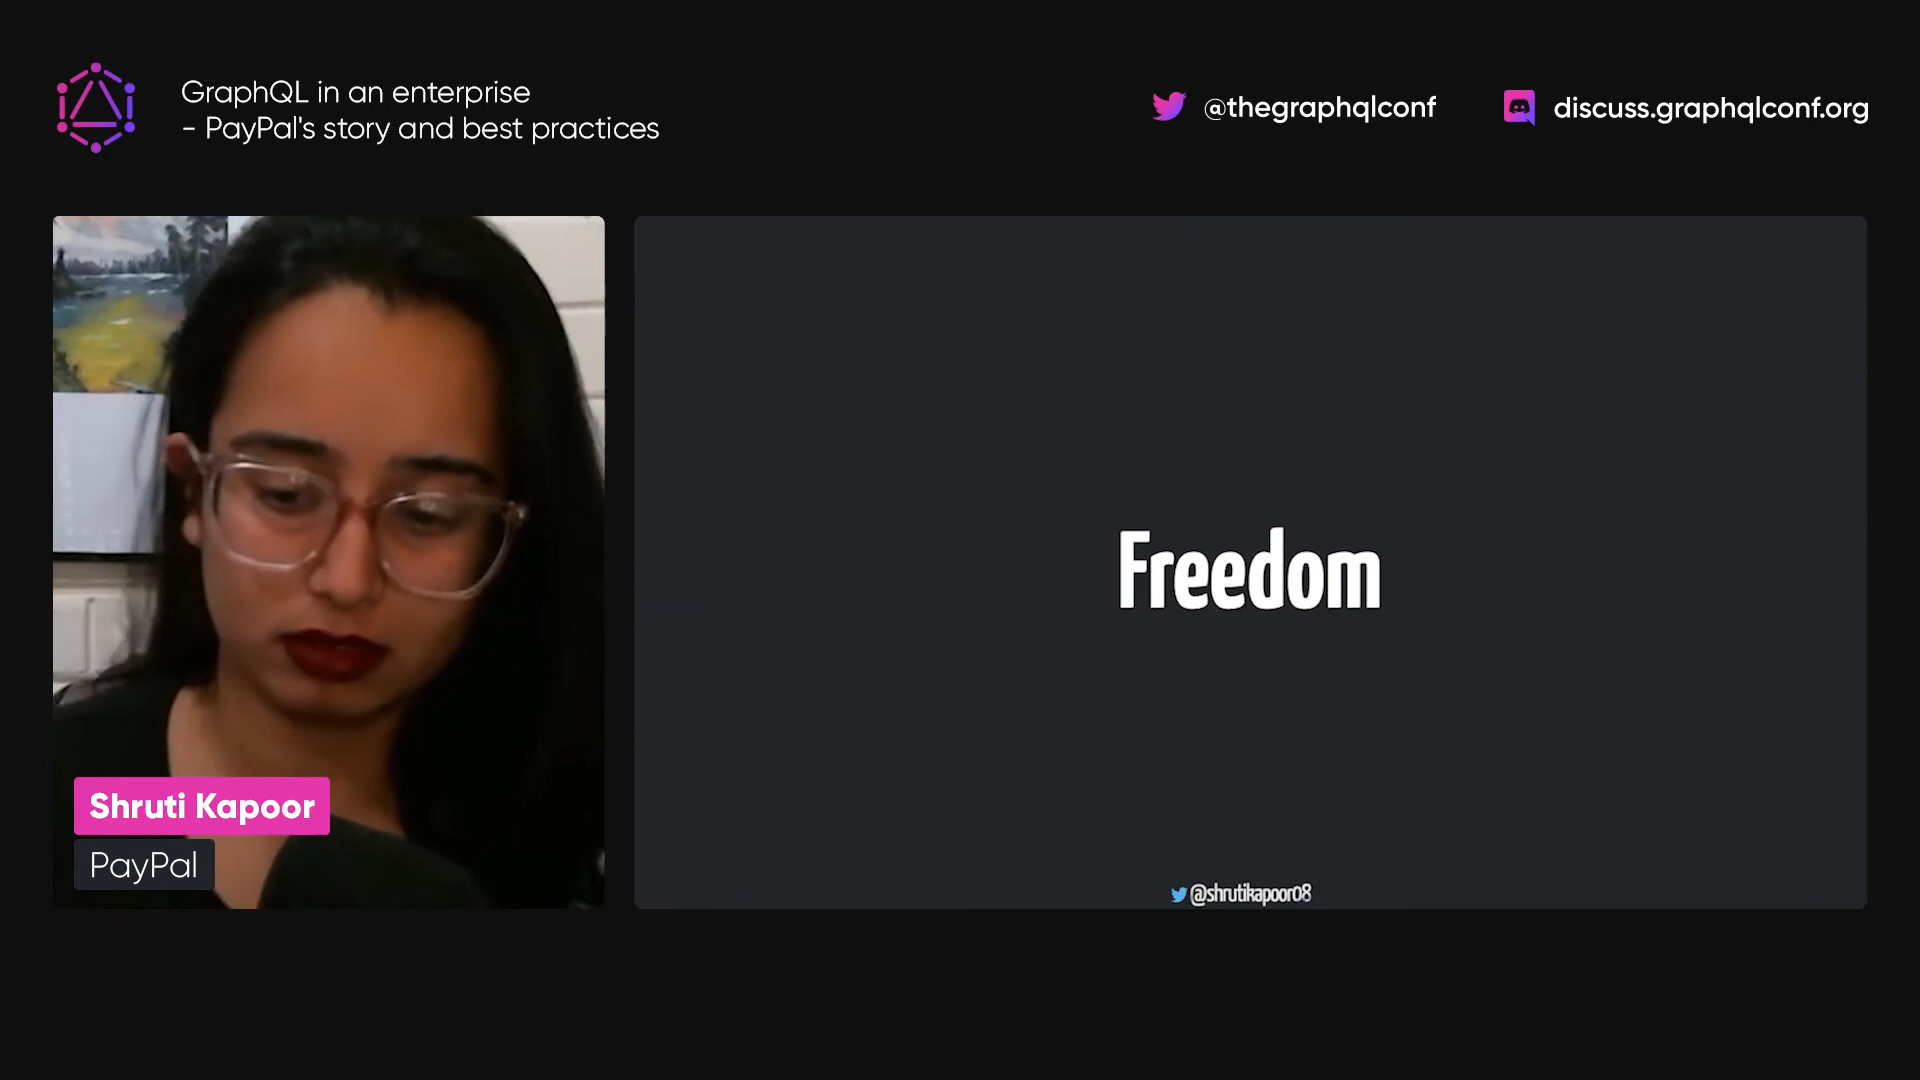 GraphQL in an enterprise
- PayPal's story and best practices
@thegraphqlconf
discuss.graphqlconf.org
Shruti Kapoor
PayPal
Freedom
@shrutikapoor08